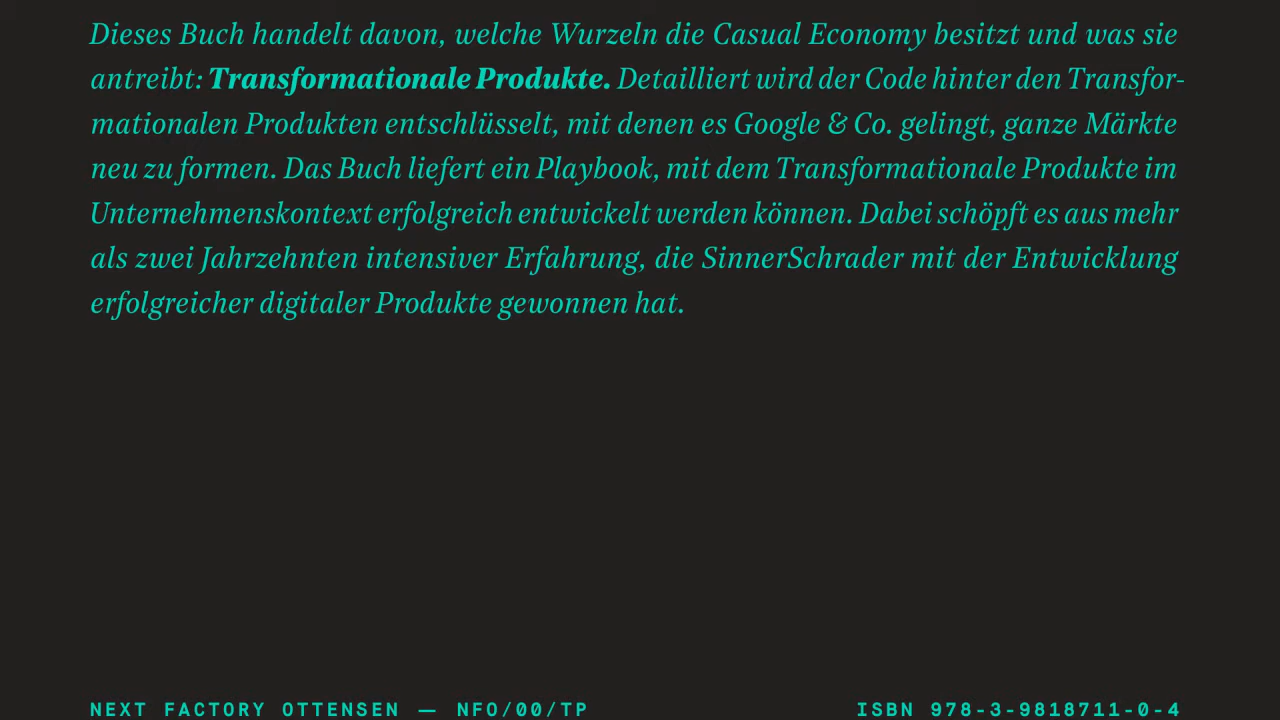 Dieses Buch handelt davon, welche Wurzeln die Casual Economy besitzt und was sie
antreibt: Transformationale Produkte. Detailliert wird der Code hinter den Transfor-
mationalen Produkten entschlüsselt, mit denen es Google & Co. gelingt, ganze Märkte
neu zu formen. Das Buch liefert ein Playbook, mit dem Transformationale Produkte im
Unternehmenskontext erfolgreich entwickelt werden können. Dabei schöpft es aus mehr
als zwei Jahrzehnten intensiver Erfahrung, die SinnerSchrader mit der Entwicklung
erfolgreicher digitaler Produkte gewonnen hat.
NEXT FACTORY OTTENSEN — NFO/00/TP
ISBN 978-3-9818711-0-4